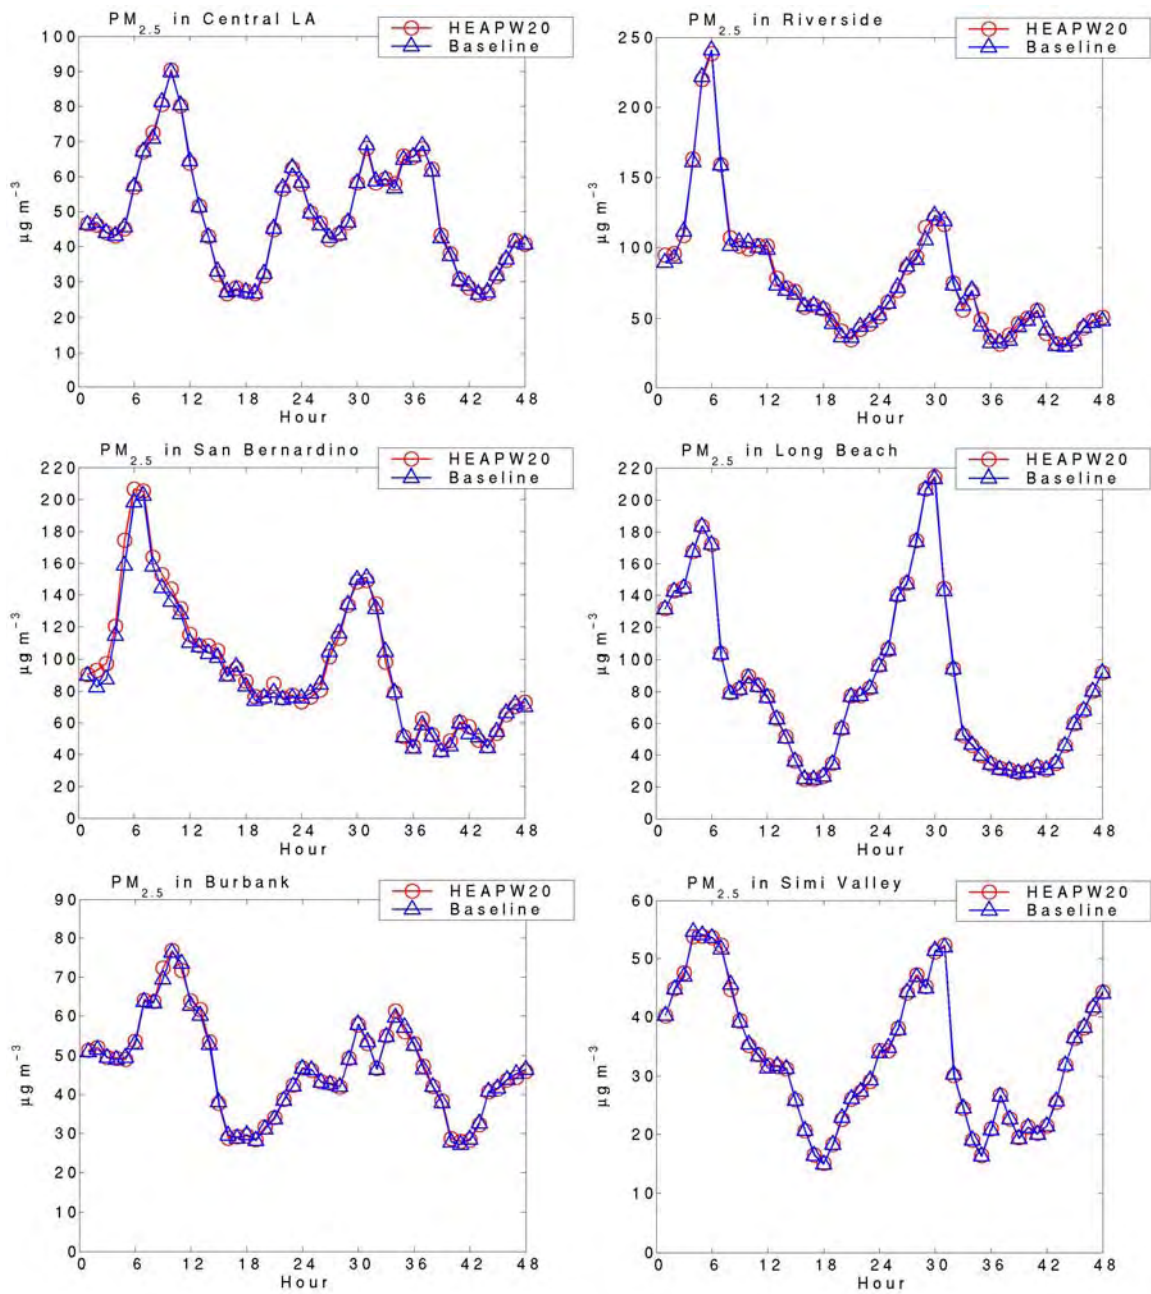 PM2.5 in Central LA
HEAPW20
Baseline
100
90
80
70
60
50
40
30
20
10
0
μg m−3
0 6 12 18 24 30 36 42 48
Hour
PM2.5 in Riverside
HEAPW20
Baseline
250
200
150
100
50
0
μg m−3
0 6 12 18 24 30 36 42 48
Hour
PM2.5 in San Bernardino
HEAPW20
Baseline
220
200
180
160
140
120
100
80
60
40
20
0
μg m−3
0 6 12 18 24 30 36 42 48
Hour
PM2.5 in Long Beach
HEAPW20
Baseline
220
200
180
160
140
120
100
80
60
40
20
0
μg m−3
0 6 12 18 24 30 36 42 48
Hour
PM2.5 in Burbank
HEAPW20
Baseline
90
80
70
60
50
40
30
20
10
0
μg m−3
0 6 12 18 24 30 36 42 48
Hour
PM2.5 in Simi Valley
HEAPW20
Baseline
60
50
40
30
20
10
0
μg m−3
0 6 12 18 24 30 36 42 48
Hour